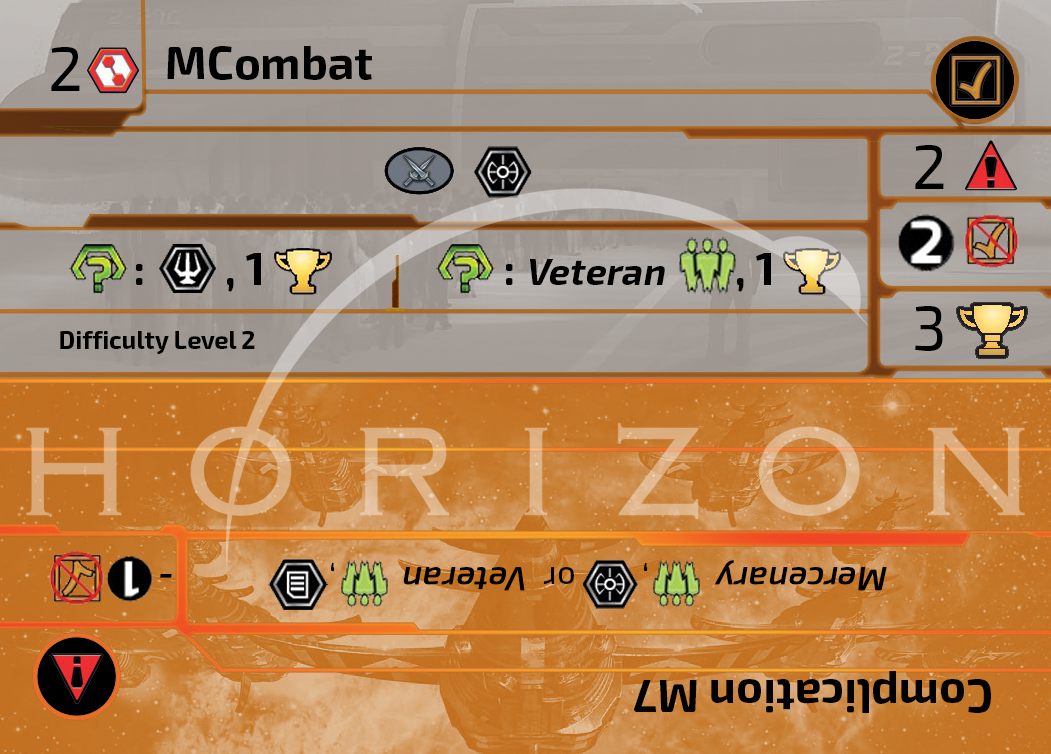 2 MCombat
2
2
: , 1 : Veteran , 1
3
Difficulty Level 2
HORIZON
Mercenary , or Veteran , - 1
Complication M7